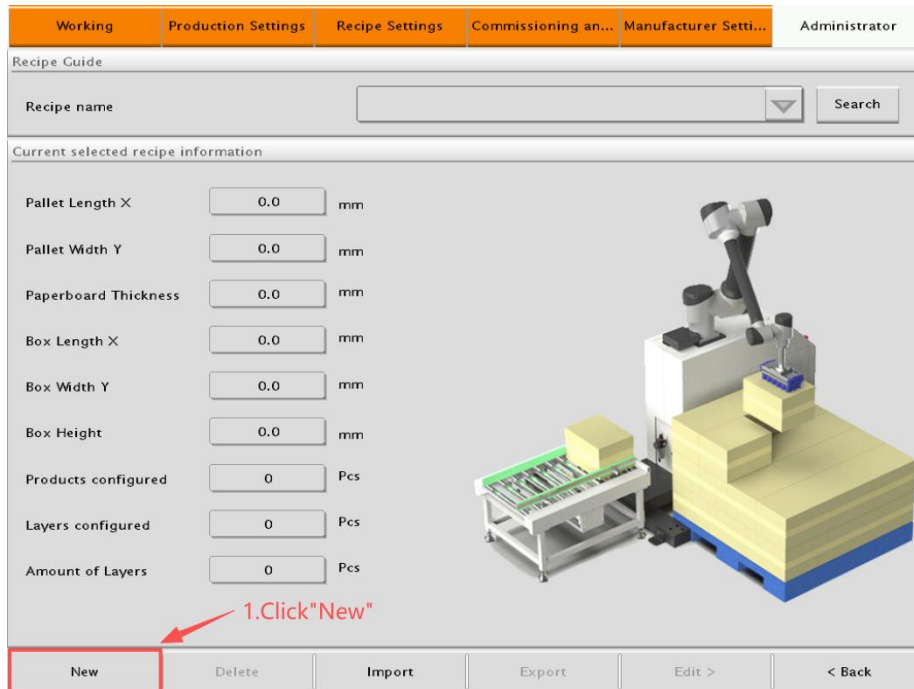 Working Production Settings Recipe Settings Commissioning an... Manufacturer Setti... Administrator
Recipe Guide
Recipe name Search
Current selected recipe information
Pallet Length X 0.0 mm
Pallet Width Y 0.0 mm
Paperboard Thickness 0.0 mm
Box Length X 0.0 mm
Box Width Y 0.0 mm
Box Height 0.0 mm
Products configured 0 Pcs
Layers configured 0 Pcs
Amount of Layers 0 Pcs
1.Click"New"
New Delete Import Export Edit > < Back